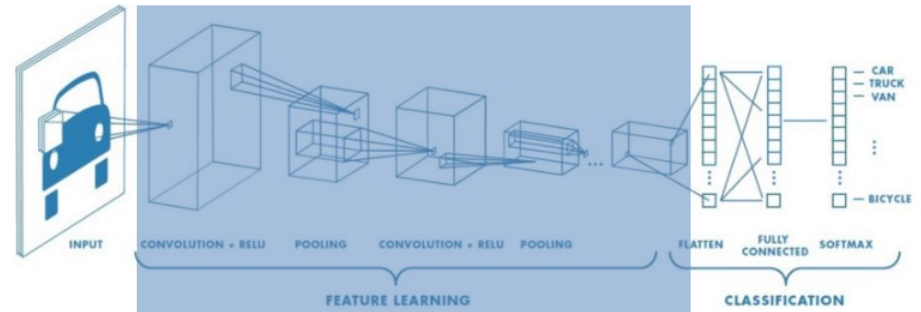 CAR
TRUCK
VAN
BICYCLE
INPUT
CONVOLUTION + RELU
POOLING
CONVOLUTION + RELU
POOLING
FLATTEN
FULLY
CONNECTED
SOFTMAX
FEATURE LEARNING
CLASSIFICATION